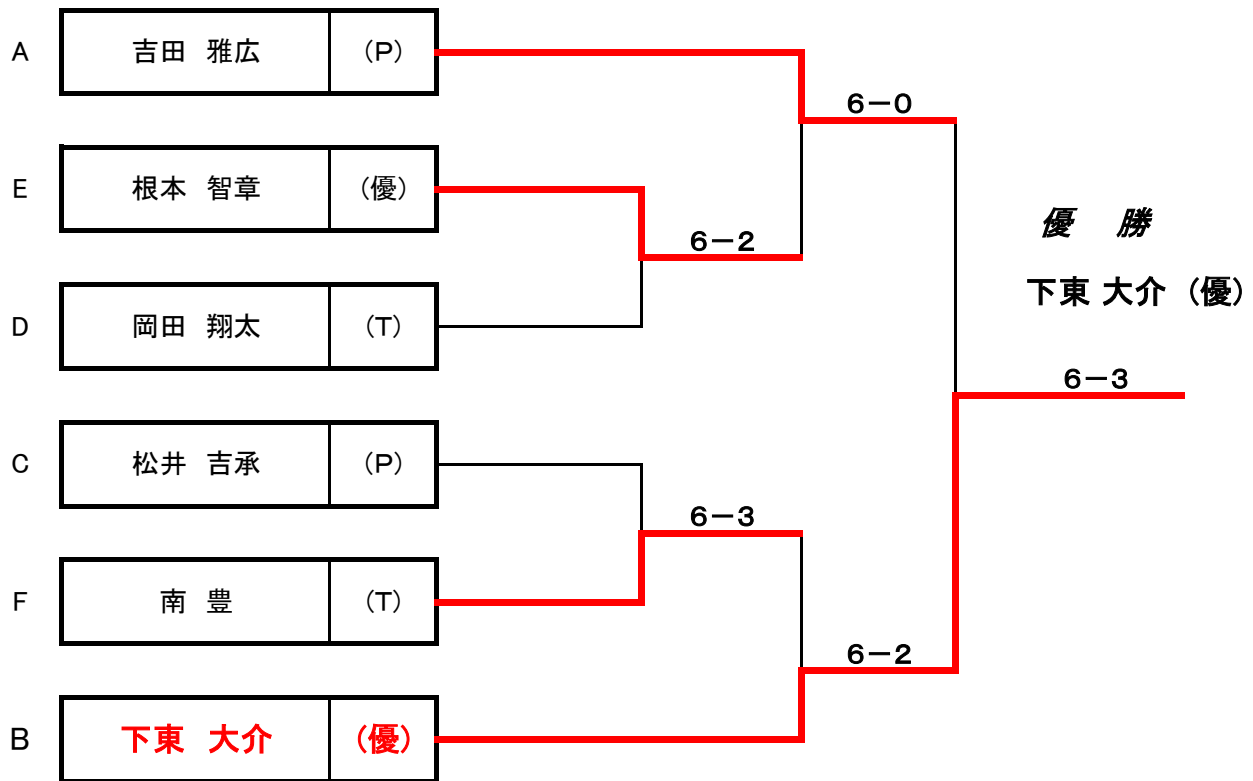 A 吉田 雅広 (P)
6－0
E 根本 智章 (優)
優 勝
6－2
下東 大介 (優)
D 岡田 翔太 (T)
6－3
C 松井 吉承 (P)
6－3
F 南 豊 (T)
6－2
B 下東 大介 (優)